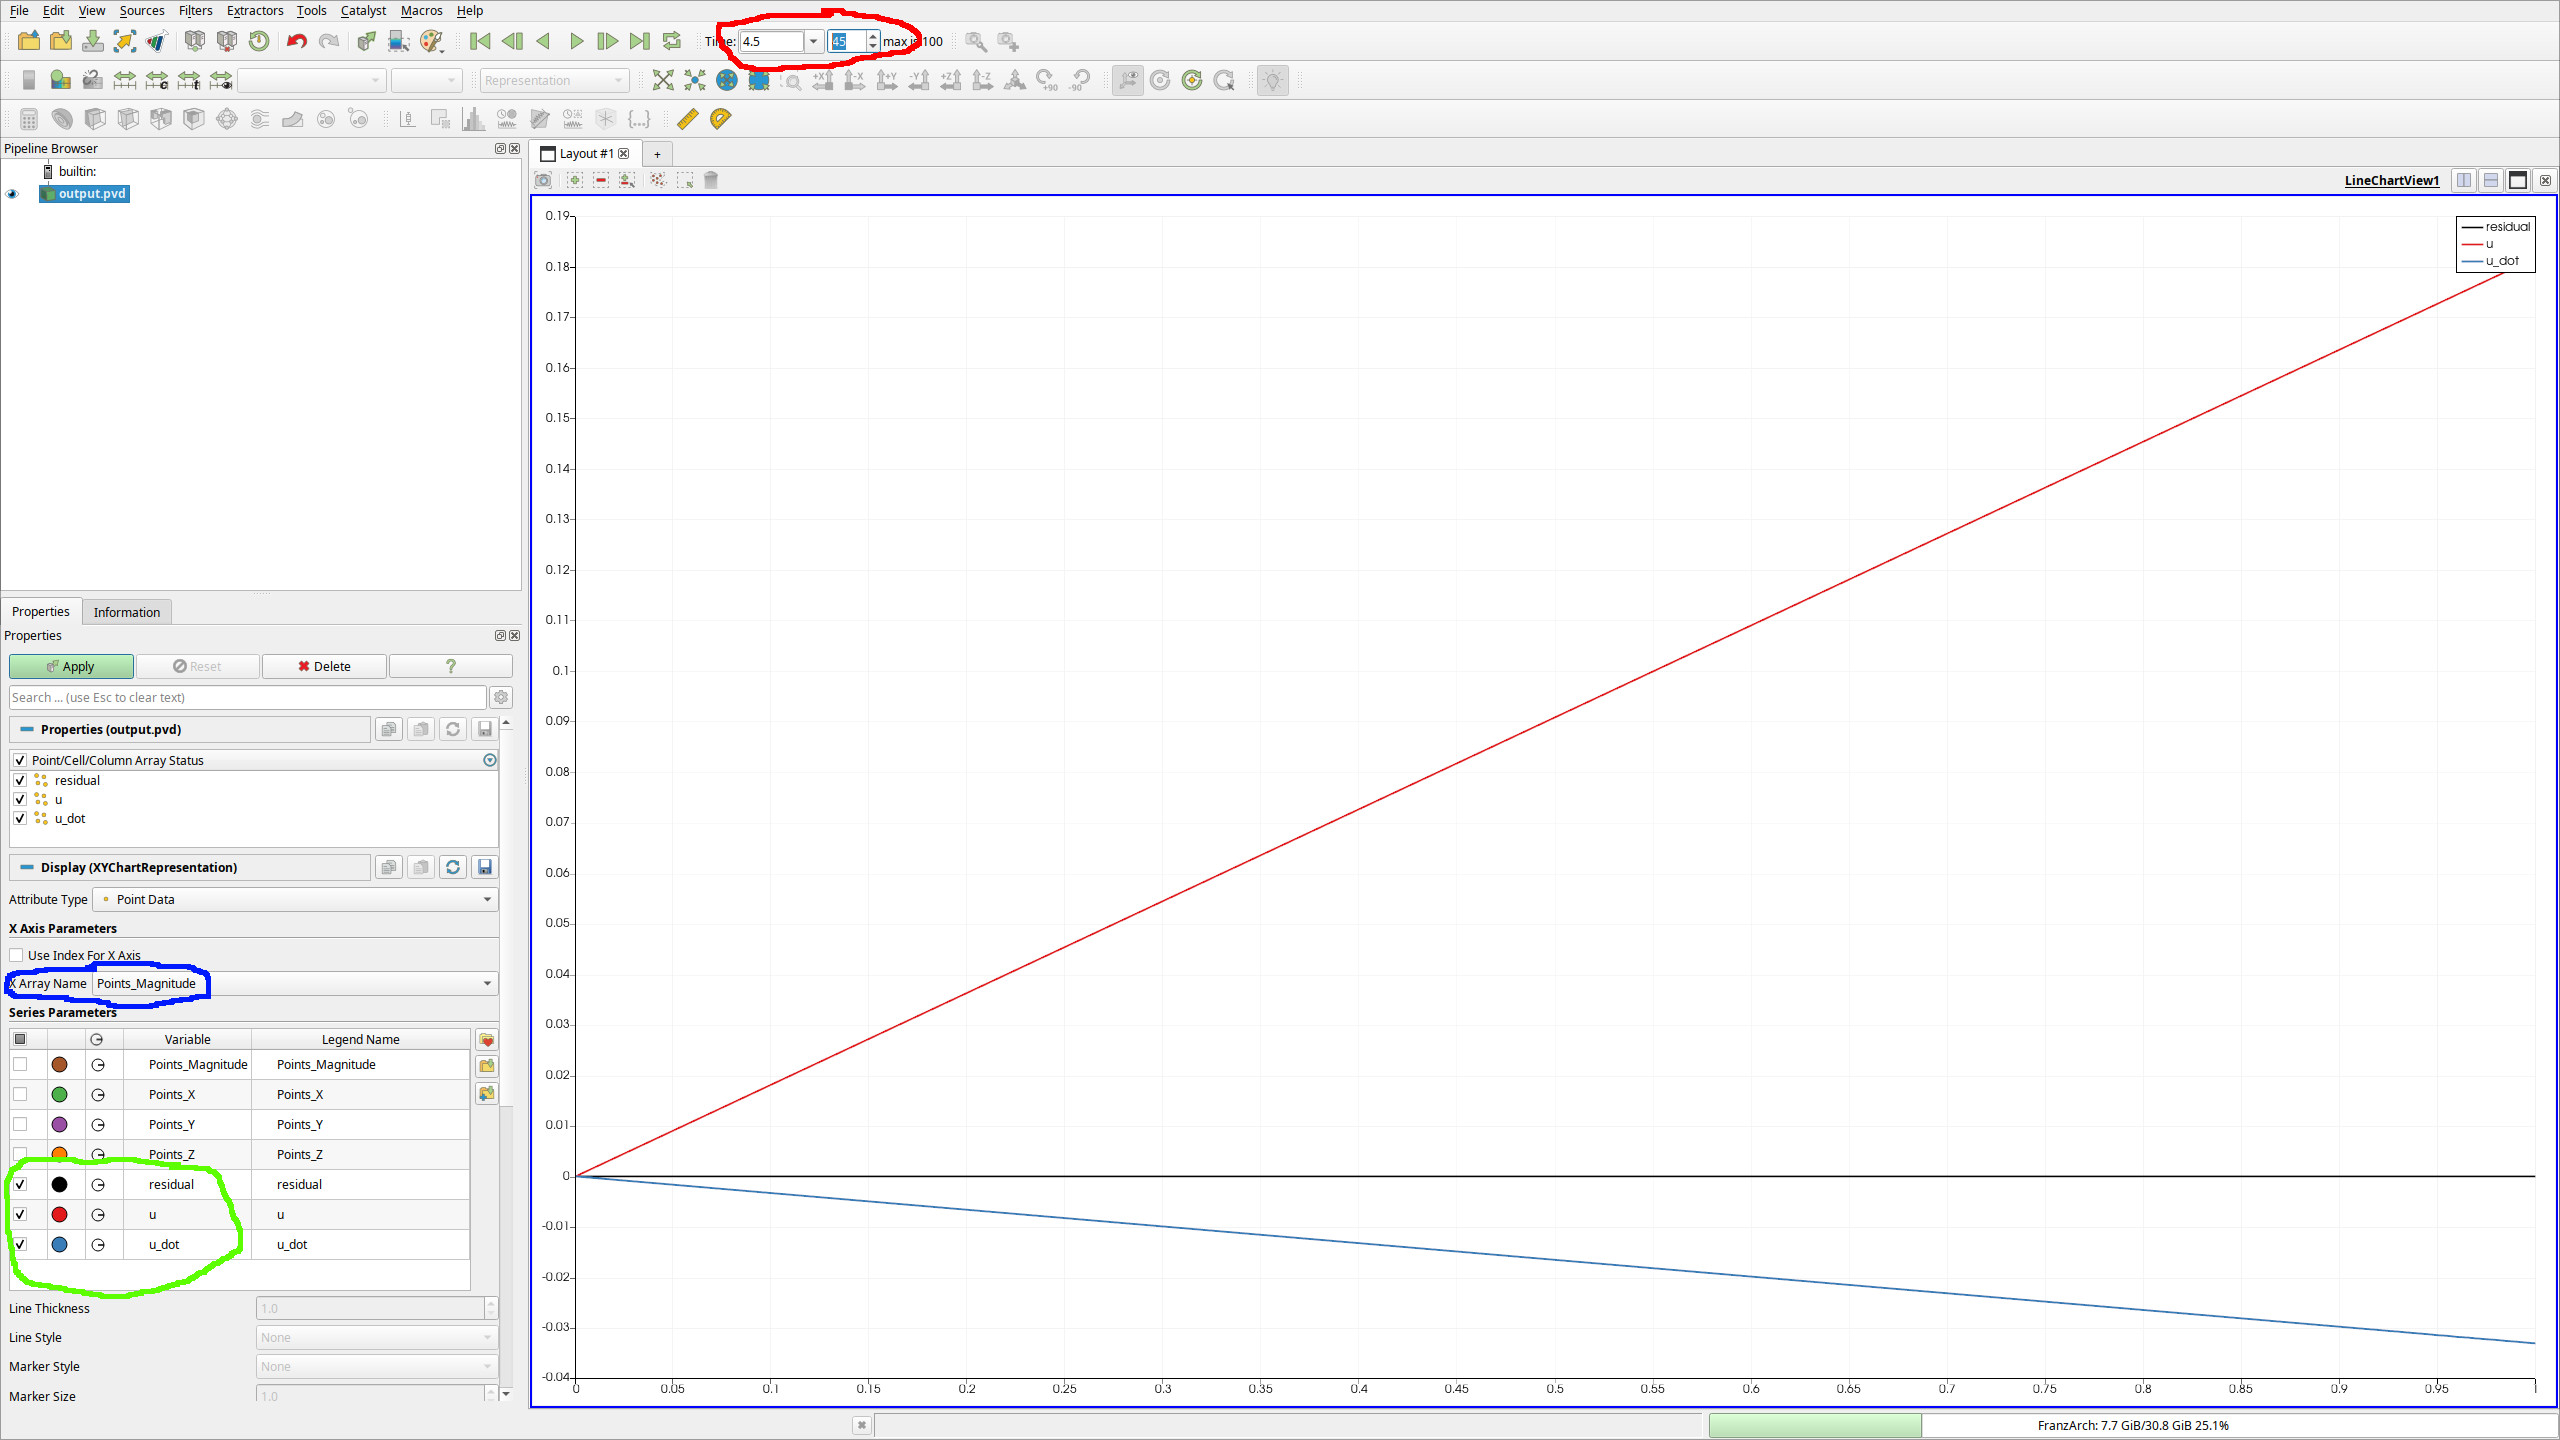 File Edit View Sources Filters Extractors Tools Catalyst Macros Help
Time: 4.5 45 max is 100
Representation
+X -X +Y -Y +Z -Z +90 -90
Pipeline Browser
builtin:
output.pvd
Properties Information
Properties
Apply Reset Delete ?
Search ... (use Esc to clear text)
Properties (output.pvd)
Point/Cell/Column Array Status
residual
u
u_dot
Display (XYChartRepresentation)
Attribute Type Point Data
X Axis Parameters
Use Index For X Axis
X Array Name Points_Magnitude
Series Parameters
Variable Legend Name
Points_Magnitude Points_Magnitude
Points_X Points_X
Points_Y Points_Y
Points_Z Points_Z
residual residual
u u
u_dot u_dot
Line Thickness 1.0
Line Style None
Marker Style None
Marker Size 1.0
Layout #1 +
LineChartView1
residual
u
u_dot
0.19
0.18
0.17
0.16
0.15
0.14
0.13
0.12
0.11
0.1
0.09
0.08
0.07
0.06
0.05
0.04
0.03
0.02
0.01
0
-0.01
-0.02
-0.03
-0.04
0 0.05 0.1 0.15 0.2 0.25 0.3 0.35 0.4 0.45 0.5 0.55 0.6 0.65 0.7 0.75 0.8 0.85 0.9 0.95 1
FranzArch: 7.7 GiB/30.8 GiB 25.1%